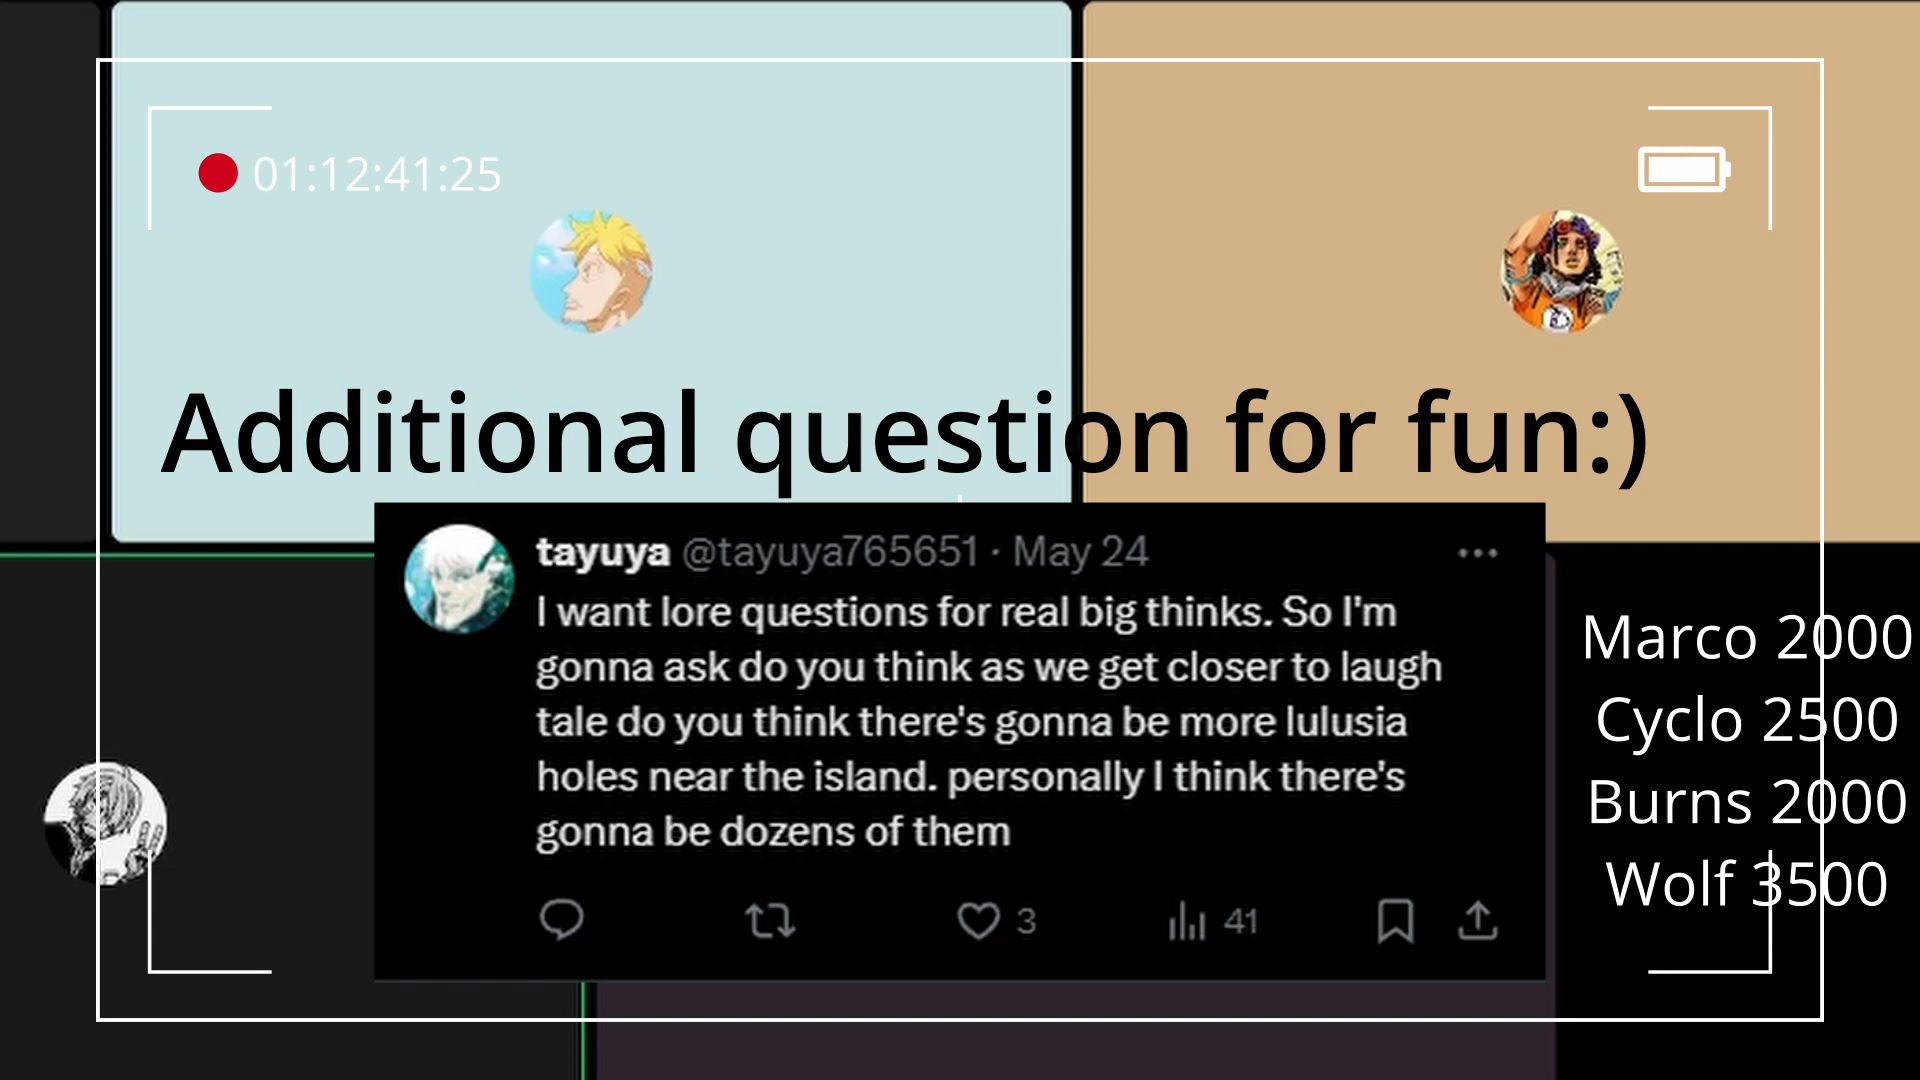 01:12:41:25
Additional question for fun:)
tayuya @tayuya765651 · May 24
I want lore questions for real big thinks. So I'm
gonna ask do you think as we get closer to laugh
tale do you think there's gonna be more lulusia
holes near the island. personally I think there's
gonna be dozens of them
3 41
Marco 2000
Cyclo 2500
Burns 2000
Wolf 3500